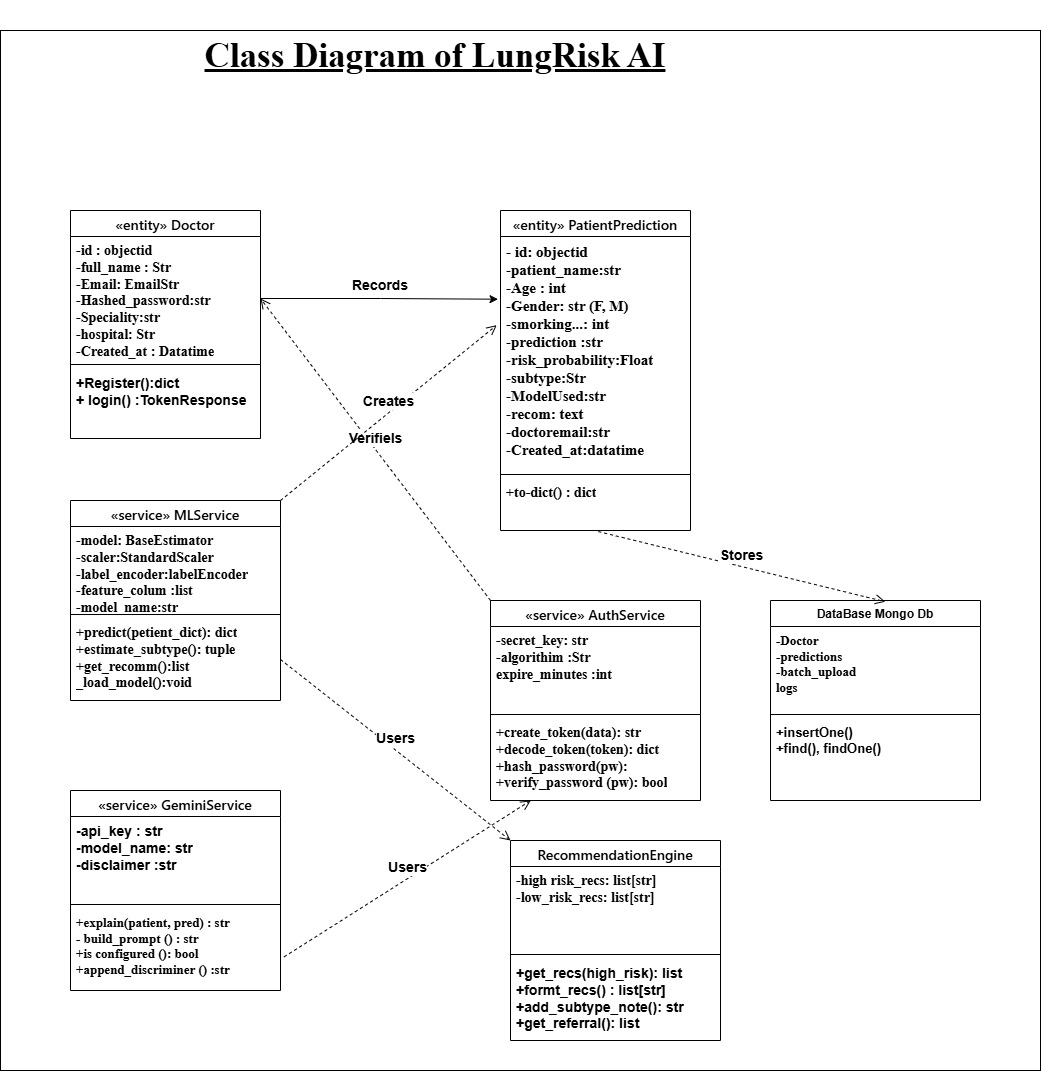 Class Diagram of LungRisk AI
«entity» Doctor
-id : objectid
-full_name : Str
-Email: EmailStr
-Hashed_password:str
-Speciality:str
-hospital: Str
-Created_at : Datatime
+Register():dict
+ login() :TokenResponse
Records
«entity» PatientPrediction
- id: objectid
-patient_name:str
-Age : int
-Gender: str (F, M)
-smorking...: int
-prediction :str
-risk_probability:Float
-subtype:Str
-ModelUsed:str
-recom: text
-doctoremail:str
-Created_at:datatime
+to-dict() : dict
Creates
Verifiels
«service» MLService
-model: BaseEstimator
-scaler:StandardScaler
-label_encoder:labelEncoder
-feature_colum :list
-model_name:str
+predict(petient_dict): dict
+estimate_subtype(): tuple
+get_recomm():list
_load_model():void
Stores
«service» AuthService
-secret_key: str
-algorithim :Str
expire_minutes :int
+create_token(data): str
+decode_token(token): dict
+hash_password(pw):
+verify_password (pw): bool
DataBase Mongo Db
-Doctor
-predictions
-batch_upload
logs
+insertOne()
+find(), findOne()
Users
«service» GeminiService
-api_key : str
-model_name: str
-disclaimer :str
+explain(patient, pred) : str
- build_prompt () : str
+is configured (): bool
+append_discriminer () :str
Users
RecommendationEngine
-high risk_recs: list[str]
-low_risk_recs: list[str]
+get_recs(high_risk): list
+formt_recs() : list[str]
+add_subtype_note(): str
+get_referral(): list